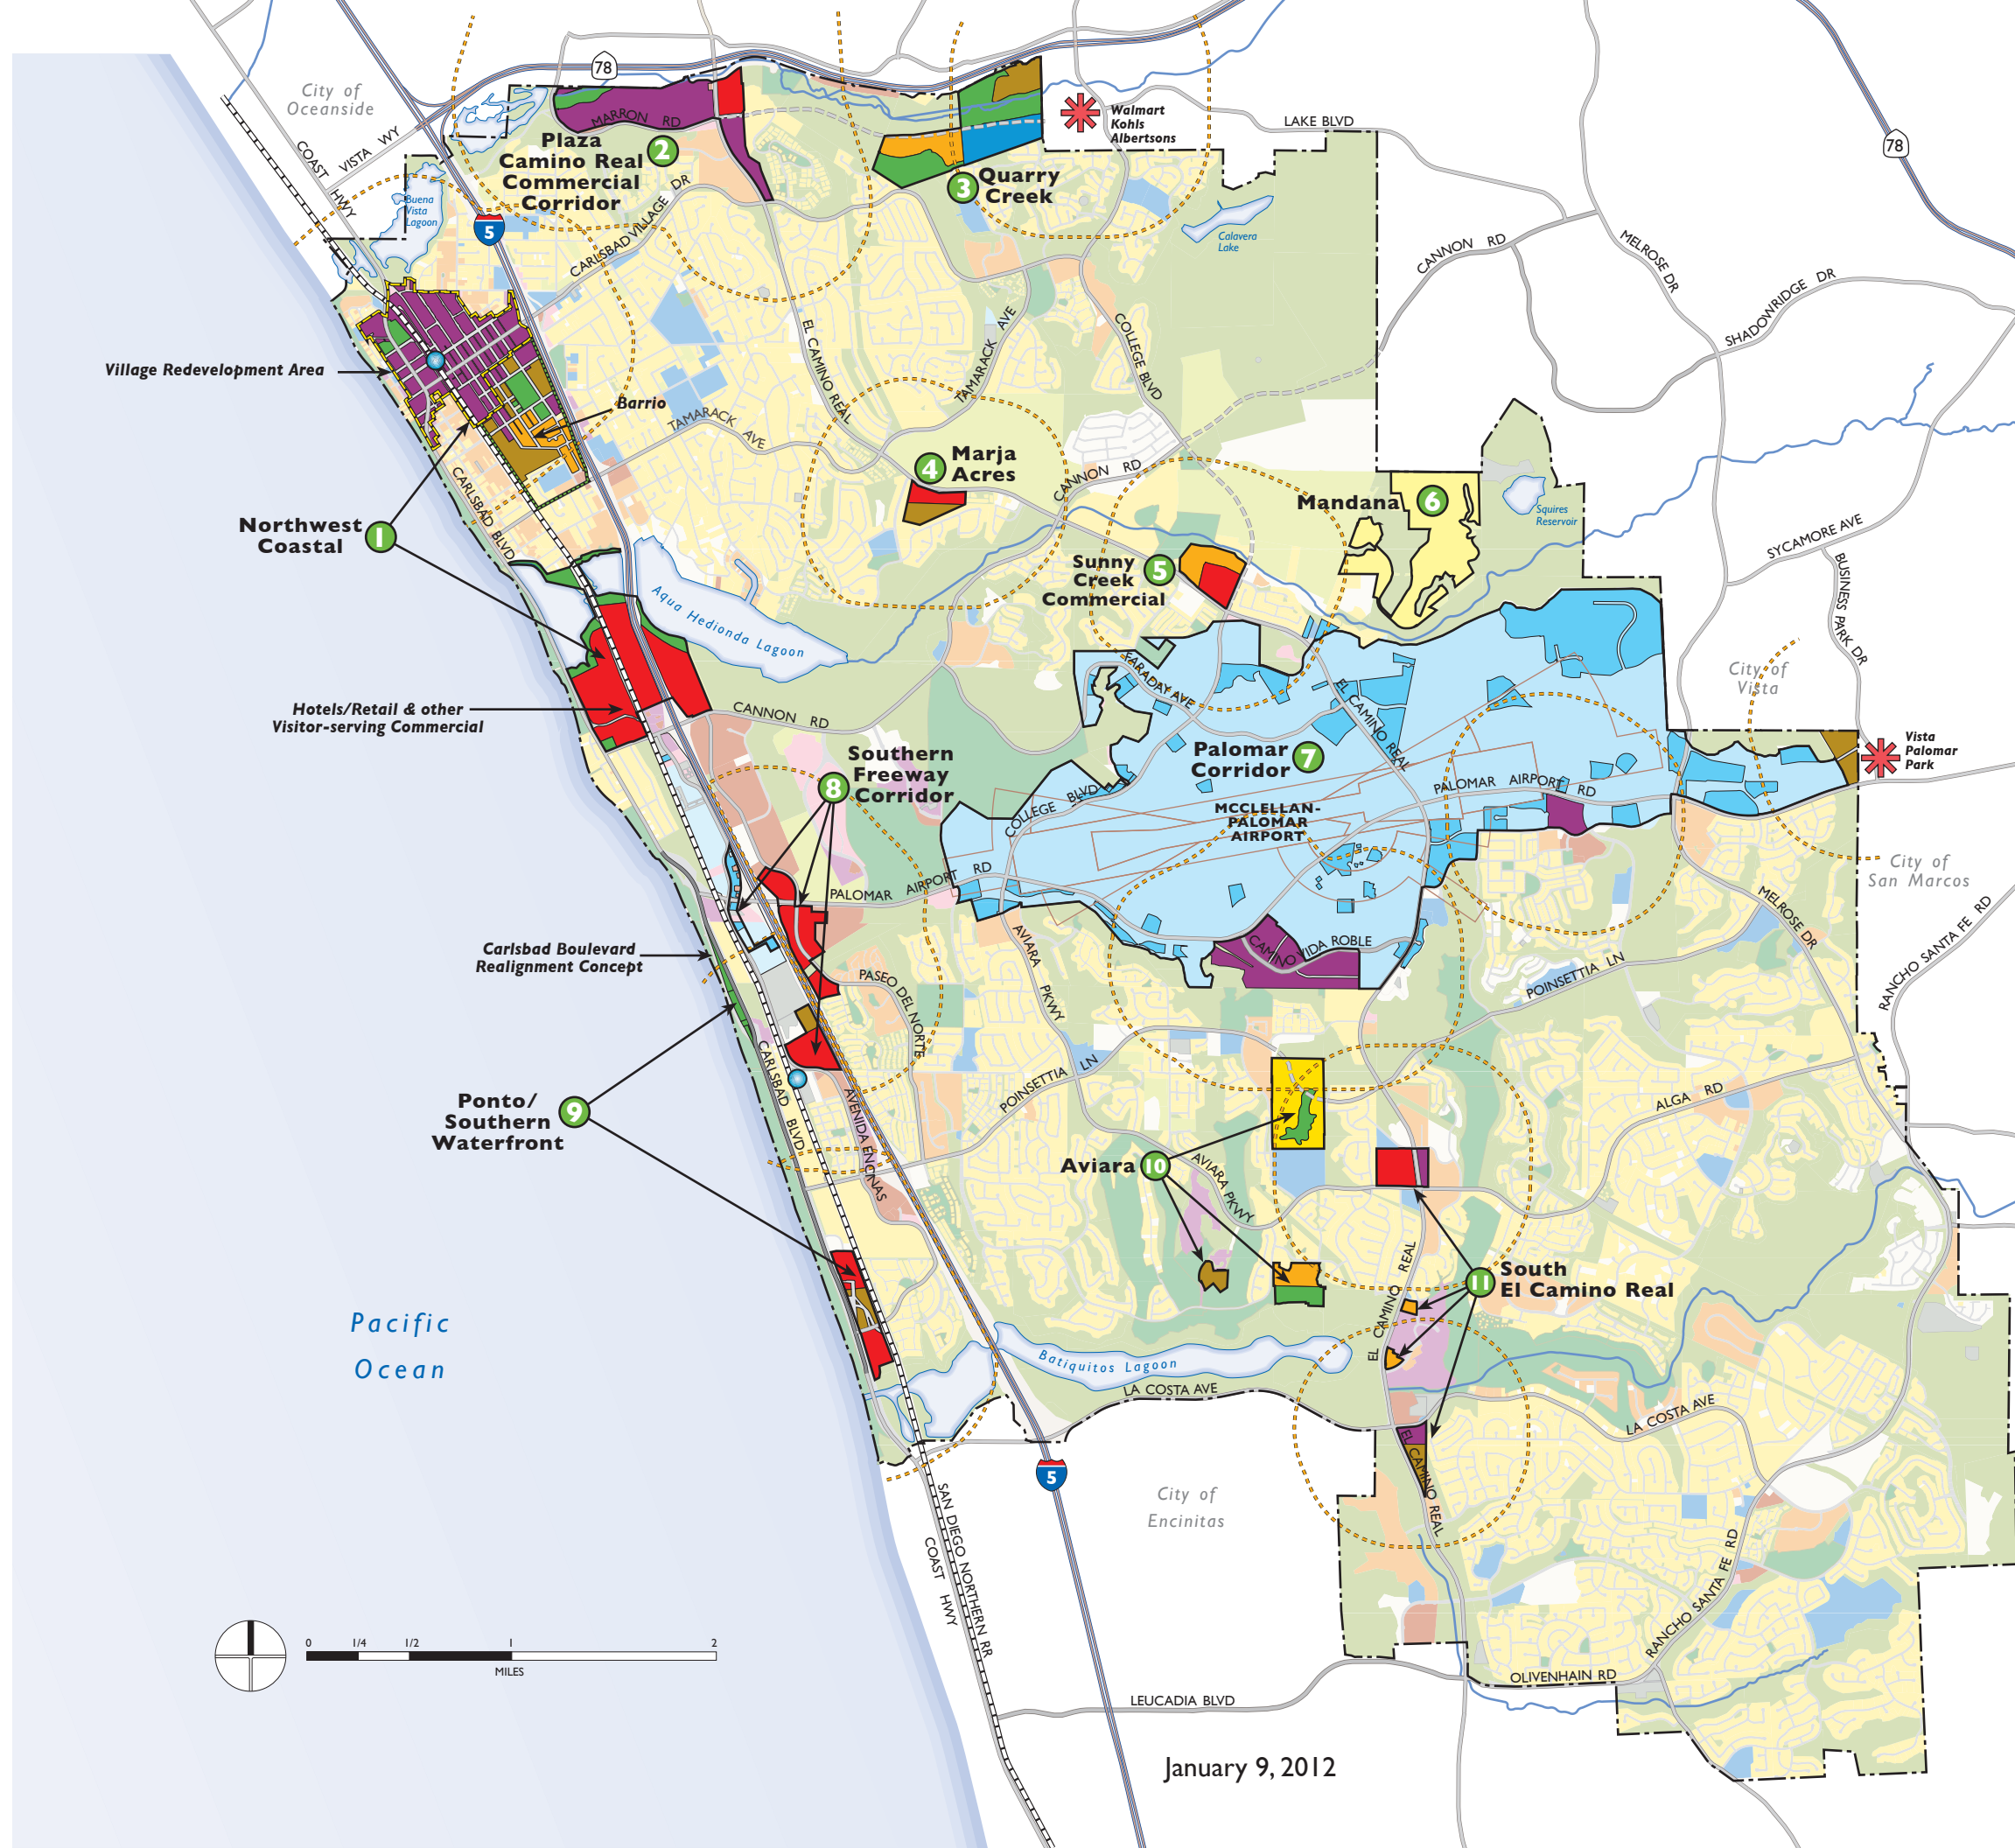 78
City of
Oceanside
VISTA WY
COAST HWY
MARRON RD
Plaza
Camino Real
Commercial
Corridor
2
Walmart
Kohls
Albertsons
LAKE BLVD
78
Quarry
Creek
3
Buena
Vista
Lagoon
5
CARLSBAD VILLAGE DR
Calavera
Lake
CANNON RD
MELROSE DR
SHADOWRIDGE DR
EL CAMINO REAL
TAMARACK AVE
COLLEGE BLVD
Village Redevelopment Area
Barrio
TAMARACK AVE
Marja
Acres
4
CANNON RD
Mandana
6
Squires
Reservoir
CARLSBAD BLVD
Northwest
Coastal
1
SYCAMORE AVE
BUSINESS PARK DR
Sunny
Creek
Commercial
5
Aqua Hedionda Lagoon
FARADAY AVE
EL CAMINO REAL
City of
Vista
Hotels/Retail & other
Visitor-serving Commercial
CANNON RD
Southern
Freeway
Corridor
8
Palomar
Corridor
7
Vista
Palomar
Park
PALOMAR AIRPORT RD
COLLEGE BLVD
MCCLELLAN-
PALOMAR
AIRPORT
City of
San Marcos
PALOMAR AIRPORT RD
MELROSE DR
RANCHO SANTA FE RD
Carlsbad Boulevard
Realignment Concept
AVIARA PKWY
CAMINO VIDA ROBLE
PASEO DEL NORTE
POINSETTIA LN
CARLSBAD BLVD
AVENIDA ENCINAS
POINSETTIA LN
ALGA RD
Ponto/
Southern
Waterfront
9
Aviara
10
AVIARA PKWY
EL CAMINO REAL
South
El Camino Real
11
Pacific
Ocean
Batiquitos Lagoon
LA COSTA AVE
LA COSTA AVE
EL CAMINO REAL
5
City of
Encinitas
SAN DIEGO NORTHERN RR
COAST HWY
RANCHO SANTA FE RD
0 1/4 1/2 1 2
MILES
OLIVENHAIN RD
LEUCADIA BLVD
January 9, 2012